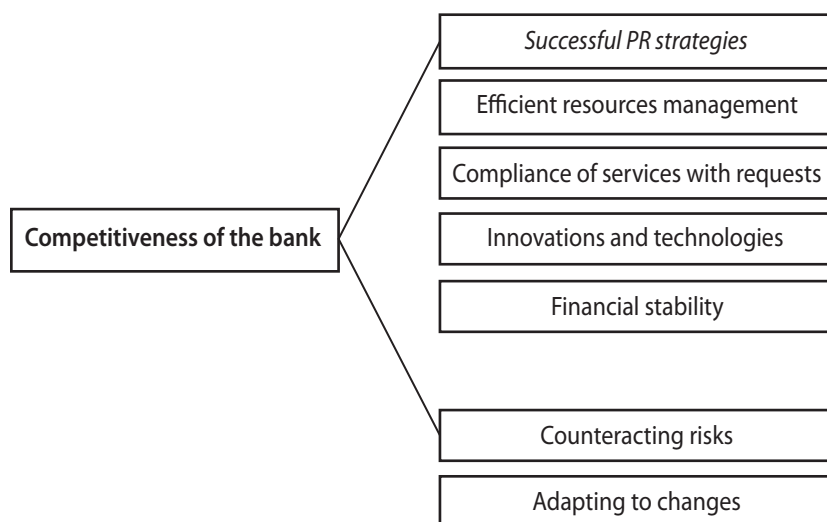 Successful PR strategies
Efficient resources management
Compliance of services with requests
Competitiveness of the bank
Innovations and technologies
Financial stability
Counteracting risks
Adapting to changes